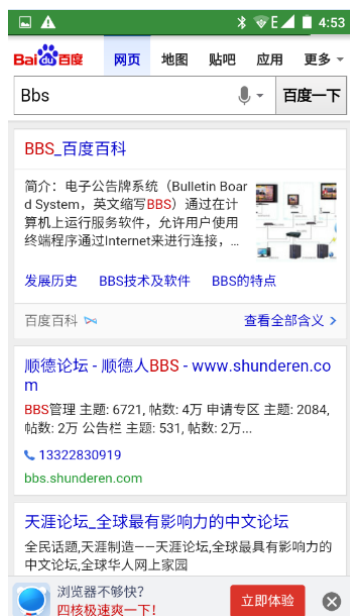 E 4:53
Bai百度 网页 地图 贴吧 应用 更多
Bbs 百度一下
BBS_百度百科
简介：电子公告牌系统（Bulletin Boar
d System，英文缩写BBS）通过在计
算机上运行服务软件，允许用户使用
终端程序通过Internet来进行连接，...
发展历史 BBS技术及软件 BBS的特点
百度百科 查看全部含义 >
顺德论坛 - 顺德人BBS - www.shunderen.co
m
BBS管理 主题: 6721, 帖数: 4万 申请专区 主题: 2084,
帖数: 2万 公告栏 主题: 531, 帖数: 2万...
13322830919
bbs.shunderen.com
天涯论坛_全球最有影响力的中文论坛
全民话题,天涯制造——天涯论坛,全球最具有影响力的
中文论坛,全球华人网上家园
浏览器不够快?
四核极速爽一下!
立即体验